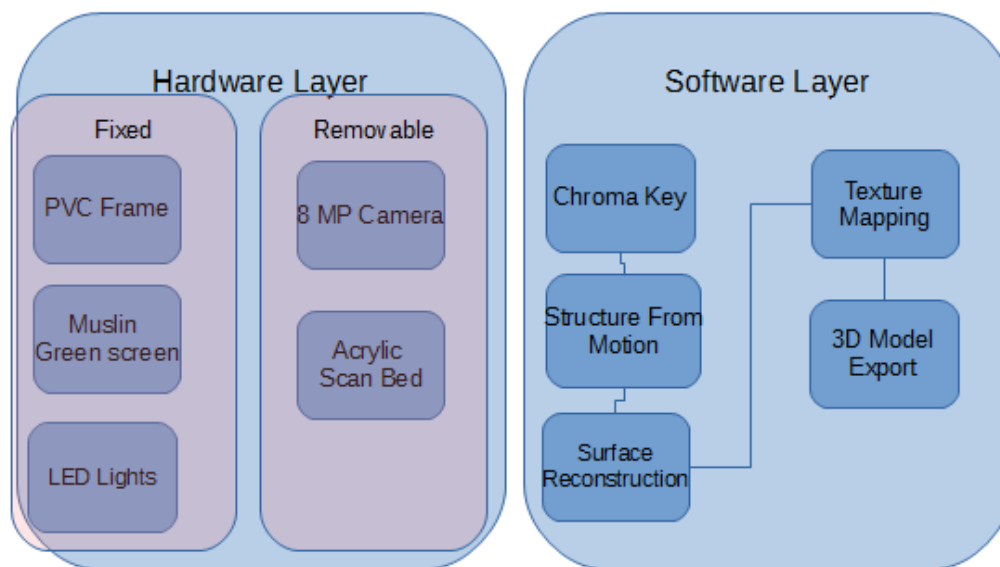 Hardware Layer
Fixed
PVC Frame
Muslin
Green screen
LED Lights
Removable
8 MP Camera
Acrylic
Scan Bed
Software Layer
Chroma Key
Structure From
Motion
Surface
Reconstruction
Texture
Mapping
3D Model
Export